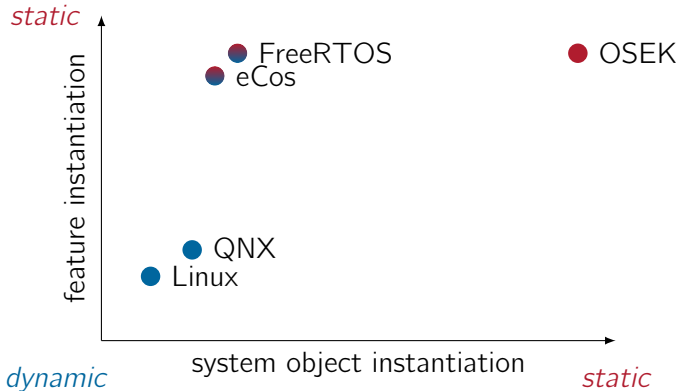 static
FreeRTOS
OSEK
eCos
feature instantiation
QNX
Linux
system object instantiation
dynamic
static